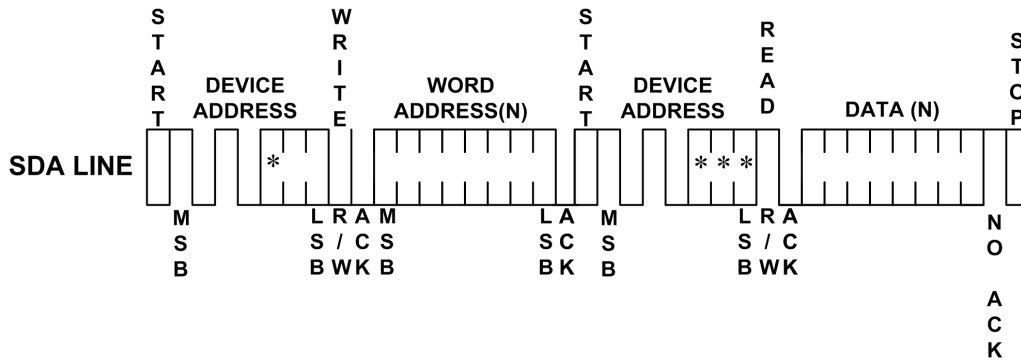 START
WRITE
START
READ
STOP
DEVICE
ADDRESS
WORD
ADDRESS(N)
DEVICE
ADDRESS
DATA (N)
SDA LINE
*
* * *
MSB
LSB
R/W
ACK
MSB
LSB
ACK
MSB
LSB
R/W
ACK
NO ACK